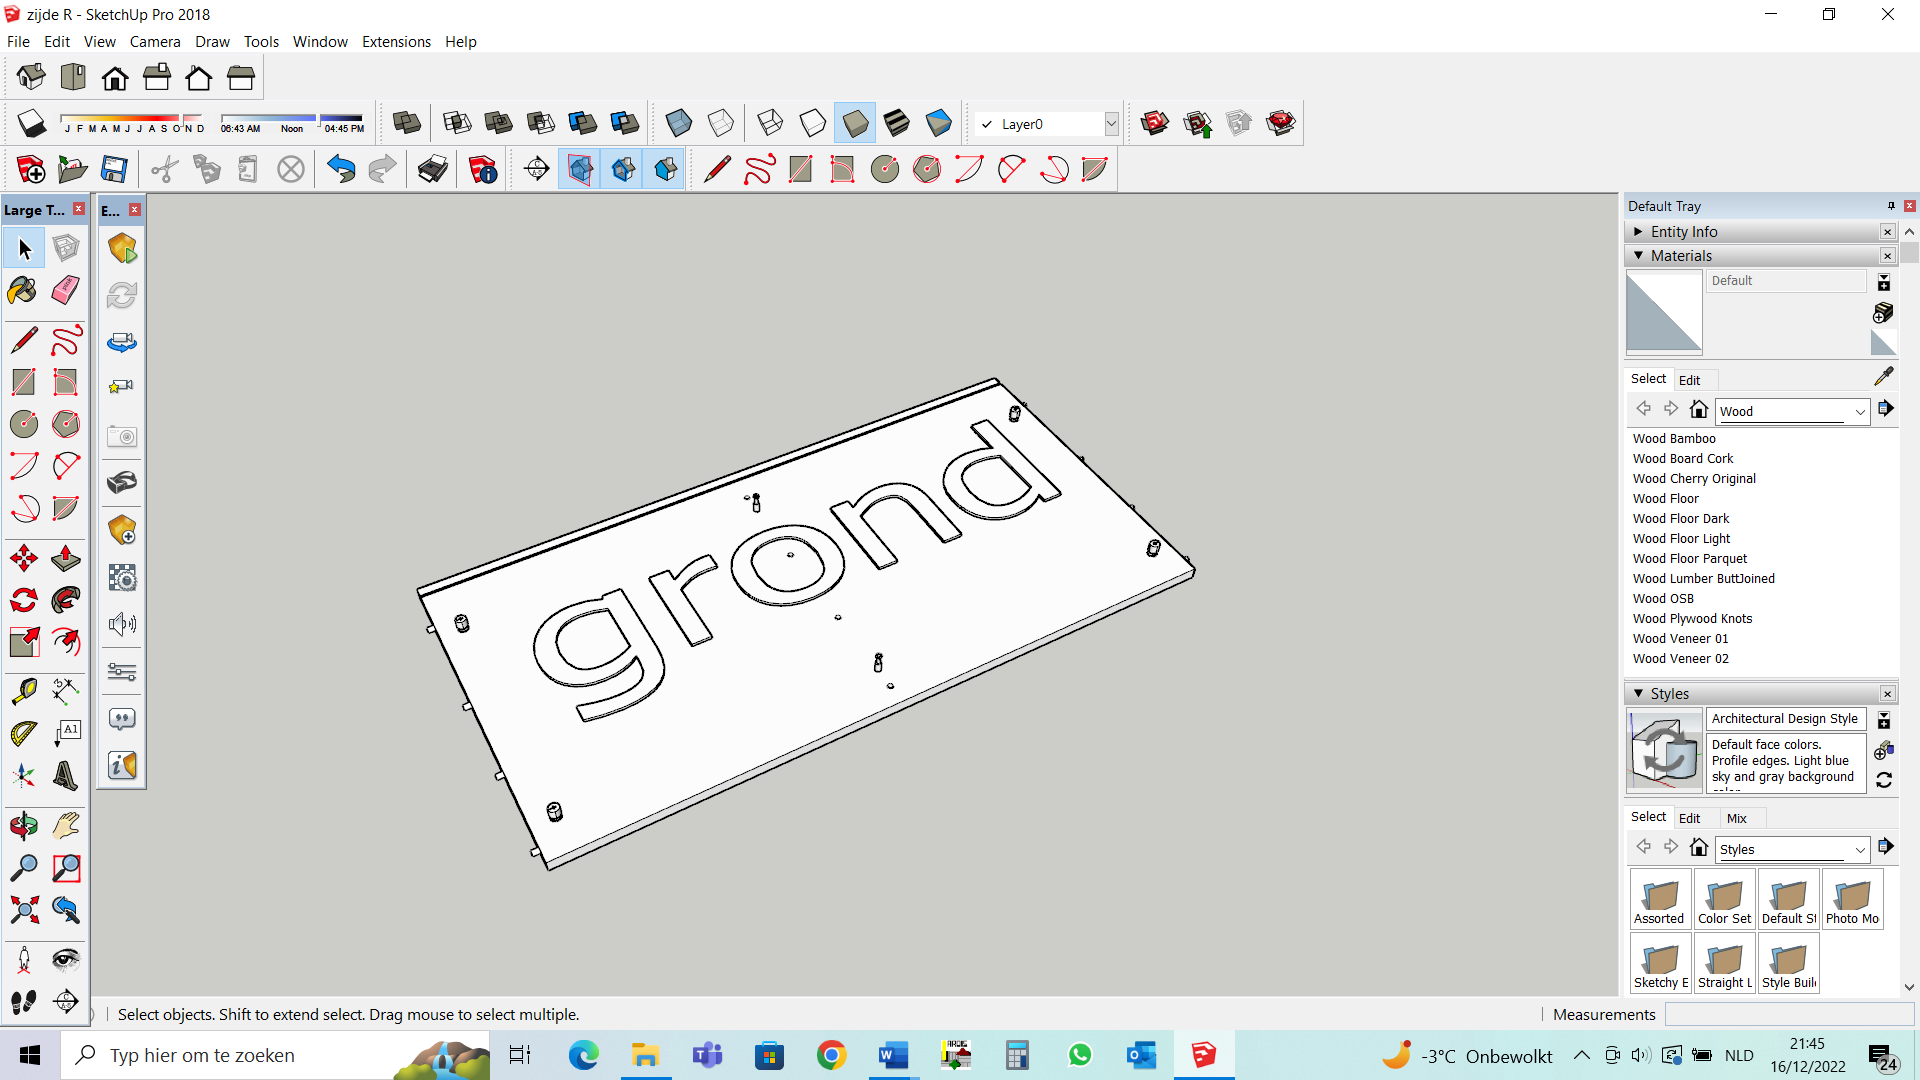 zijde R - SketchUp Pro 2018
File Edit View Camera Draw Tools Window Extensions Help
J F M A M J J A S O N D
06:43 AM Noon 04:45 PM
Layer0
Large T...
E...
A1
grond
Default Tray
Entity Info
Materials
Default
Select Edit
Wood
Wood Bamboo
Wood Board Cork
Wood Cherry Original
Wood Floor
Wood Floor Dark
Wood Floor Light
Wood Floor Parquet
Wood Lumber ButtJoined
Wood OSB
Wood Plywood Knots
Wood Veneer 01
Wood Veneer 02
Styles
Architectural Design Style
Default face colors.
Profile edges. Light blue
sky and gray background
Select Edit Mix
Styles
Assorted Color Set Default St Photo Mo
Sketchy E Straight L Style Buil
Select objects. Shift to extend select. Drag mouse to select multiple.
Measurements
Typ hier om te zoeken
-3°C Onbewolkt
NLD
21:45
16/12/2022
24